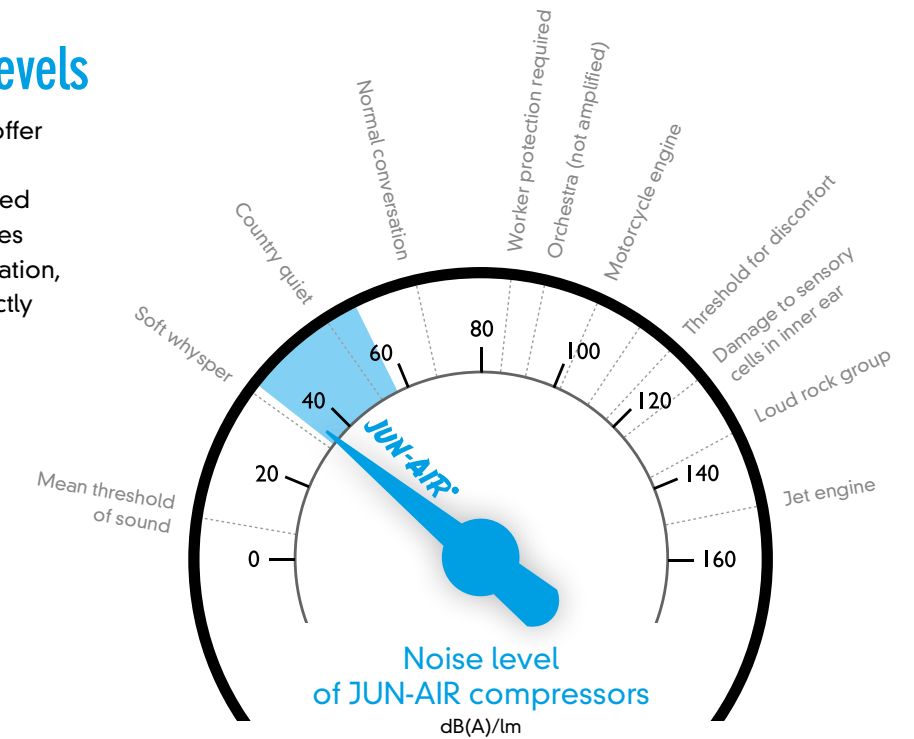 evels
offer
ed
es
ation,
ctly
Mean threshold
of sound
Soft whysper
Country quiet
Normal conversation
Worker protection required
Orchestra (not amplified)
Motorcycle engine
Threshold for disconfort
Damage to sensory
cells in inner ear
Loud rock group
Jet engine
0
20
40
60
80
100
120
140
160
JUN-AIR®
Noise level
of JUN-AIR compressors
dB(A)/lm